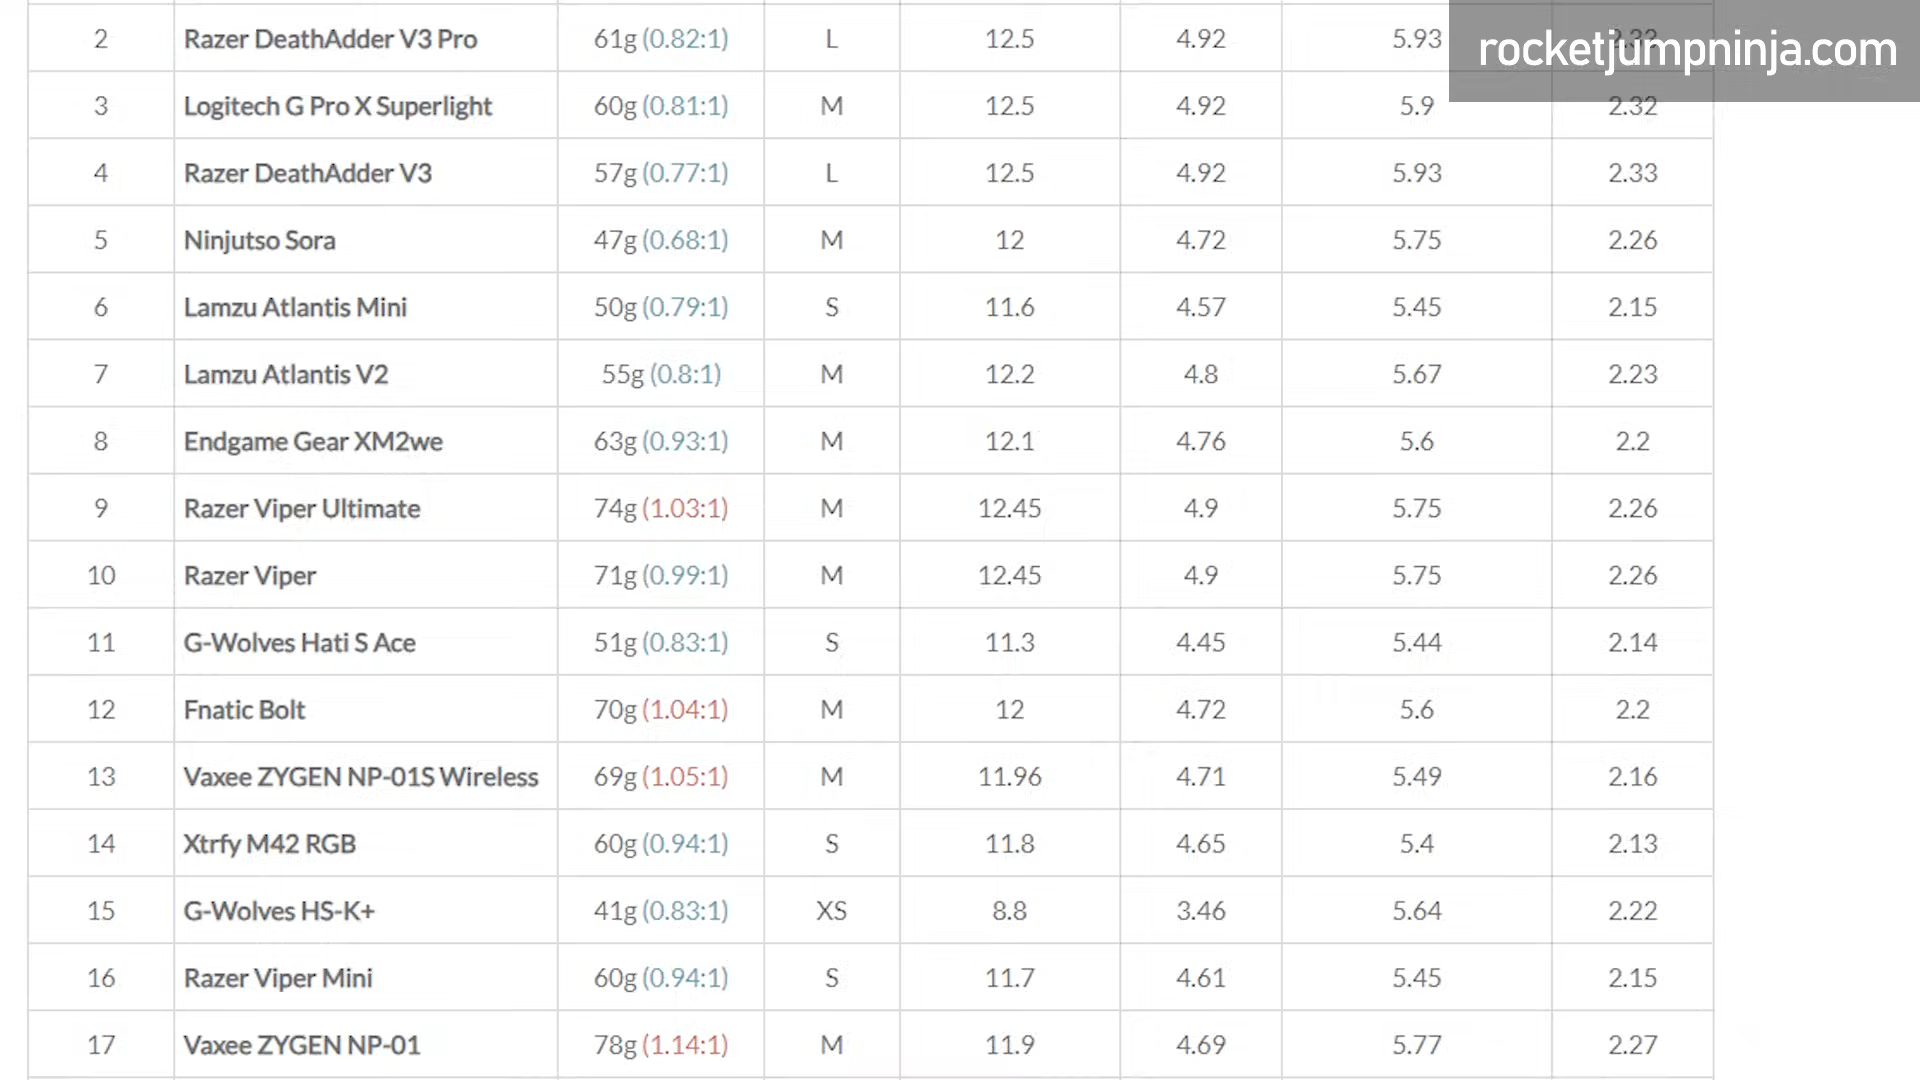 2 Razer DeathAdder V3 Pro 61g (0.82:1) L 12.5 4.92 5.93 2.33
rocketjumpninja.com
3 Logitech G Pro X Superlight 60g (0.81:1) M 12.5 4.92 5.9 2.32
4 Razer DeathAdder V3 57g (0.77:1) L 12.5 4.92 5.93 2.33
5 Ninjutso Sora 47g (0.68:1) M 12 4.72 5.75 2.26
6 Lamzu Atlantis Mini 50g (0.79:1) S 11.6 4.57 5.45 2.15
7 Lamzu Atlantis V2 55g (0.8:1) M 12.2 4.8 5.67 2.23
8 Endgame Gear XM2we 63g (0.93:1) M 12.1 4.76 5.6 2.2
9 Razer Viper Ultimate 74g (1.03:1) M 12.45 4.9 5.75 2.26
10 Razer Viper 71g (0.99:1) M 12.45 4.9 5.75 2.26
11 G-Wolves Hati S Ace 51g (0.83:1) S 11.3 4.45 5.44 2.14
12 Fnatic Bolt 70g (1.04:1) M 12 4.72 5.6 2.2
13 Vaxee ZYGEN NP-01S Wireless 69g (1.05:1) M 11.96 4.71 5.49 2.16
14 Xtrfy M42 RGB 60g (0.94:1) S 11.8 4.65 5.4 2.13
15 G-Wolves HS-K+ 41g (0.83:1) XS 8.8 3.46 5.64 2.22
16 Razer Viper Mini 60g (0.94:1) S 11.7 4.61 5.45 2.15
17 Vaxee ZYGEN NP-01 78g (1.14:1) M 11.9 4.69 5.77 2.27